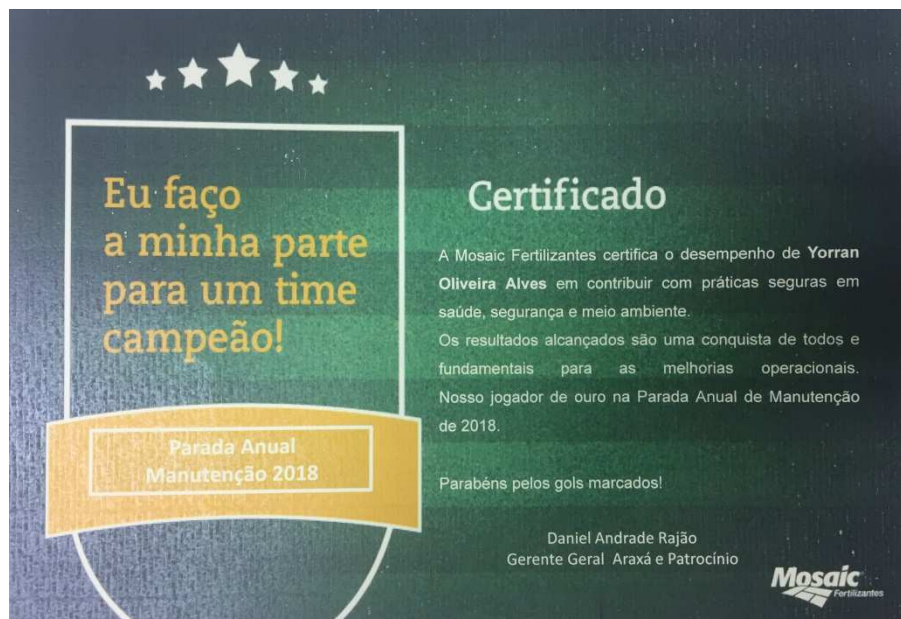 Eu faço
a minha parte
para um time
campeão!
Parada Anual
Manutenção 2018
Certificado
A Mosaic Fertilizantes certifica o desempenho de Yorran
Oliveira Alves em contribuir com práticas seguras em
saúde, segurança e meio ambiente.
Os resultados alcançados são uma conquista de todos e
fundamentais para as melhorias operacionais.
Nosso jogador de ouro na Parada Anual de Manutenção
de 2018.
Parabéns pelos gols marcados!
Daniel Andrade Rajão
Gerente Geral Araxá e Patrocínio
Mosaic
Fertilizantes